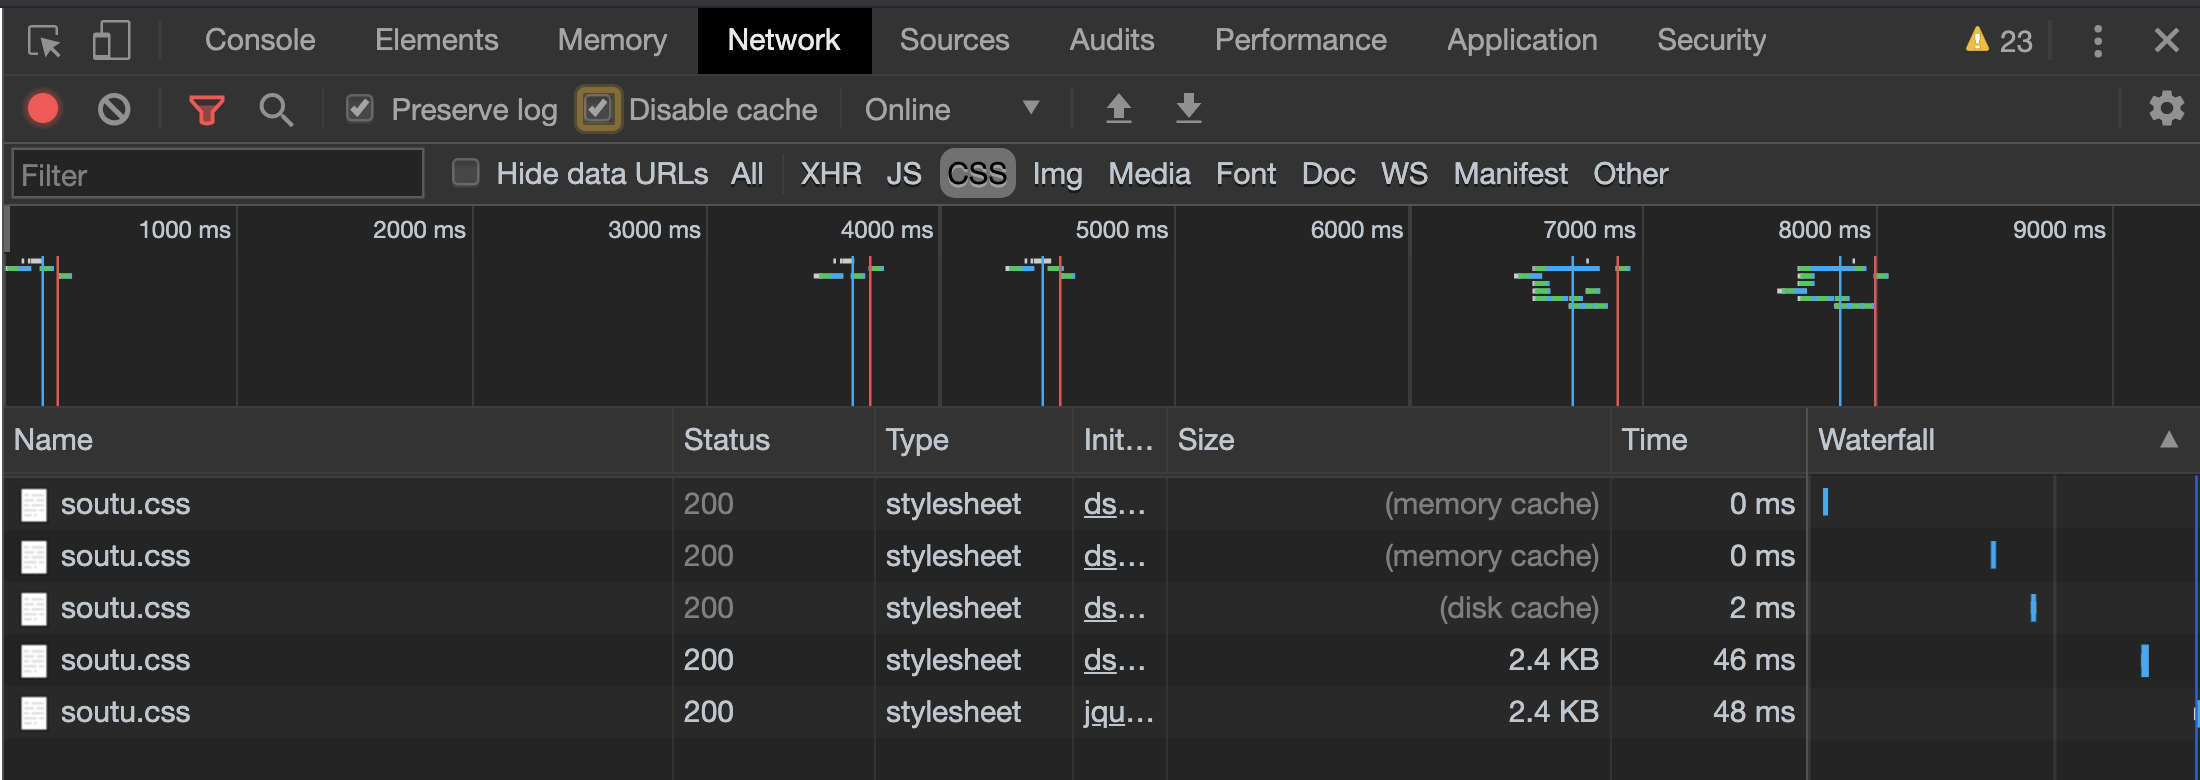 Console Elements Memory Network Sources Audits Performance Application Security 23
Preserve log Disable cache Online
Filter Hide data URLs All XHR JS CSS Img Media Font Doc WS Manifest Other
1000 ms 2000 ms 3000 ms 4000 ms 5000 ms 6000 ms 7000 ms 8000 ms 9000 ms
Name Status Type Init... Size Time Waterfall
soutu.css 200 stylesheet ds... (memory cache) 0 ms
soutu.css 200 stylesheet ds... (memory cache) 0 ms
soutu.css 200 stylesheet ds... (disk cache) 2 ms
soutu.css 200 stylesheet ds... 2.4 KB 46 ms
soutu.css 200 stylesheet jqu... 2.4 KB 48 ms